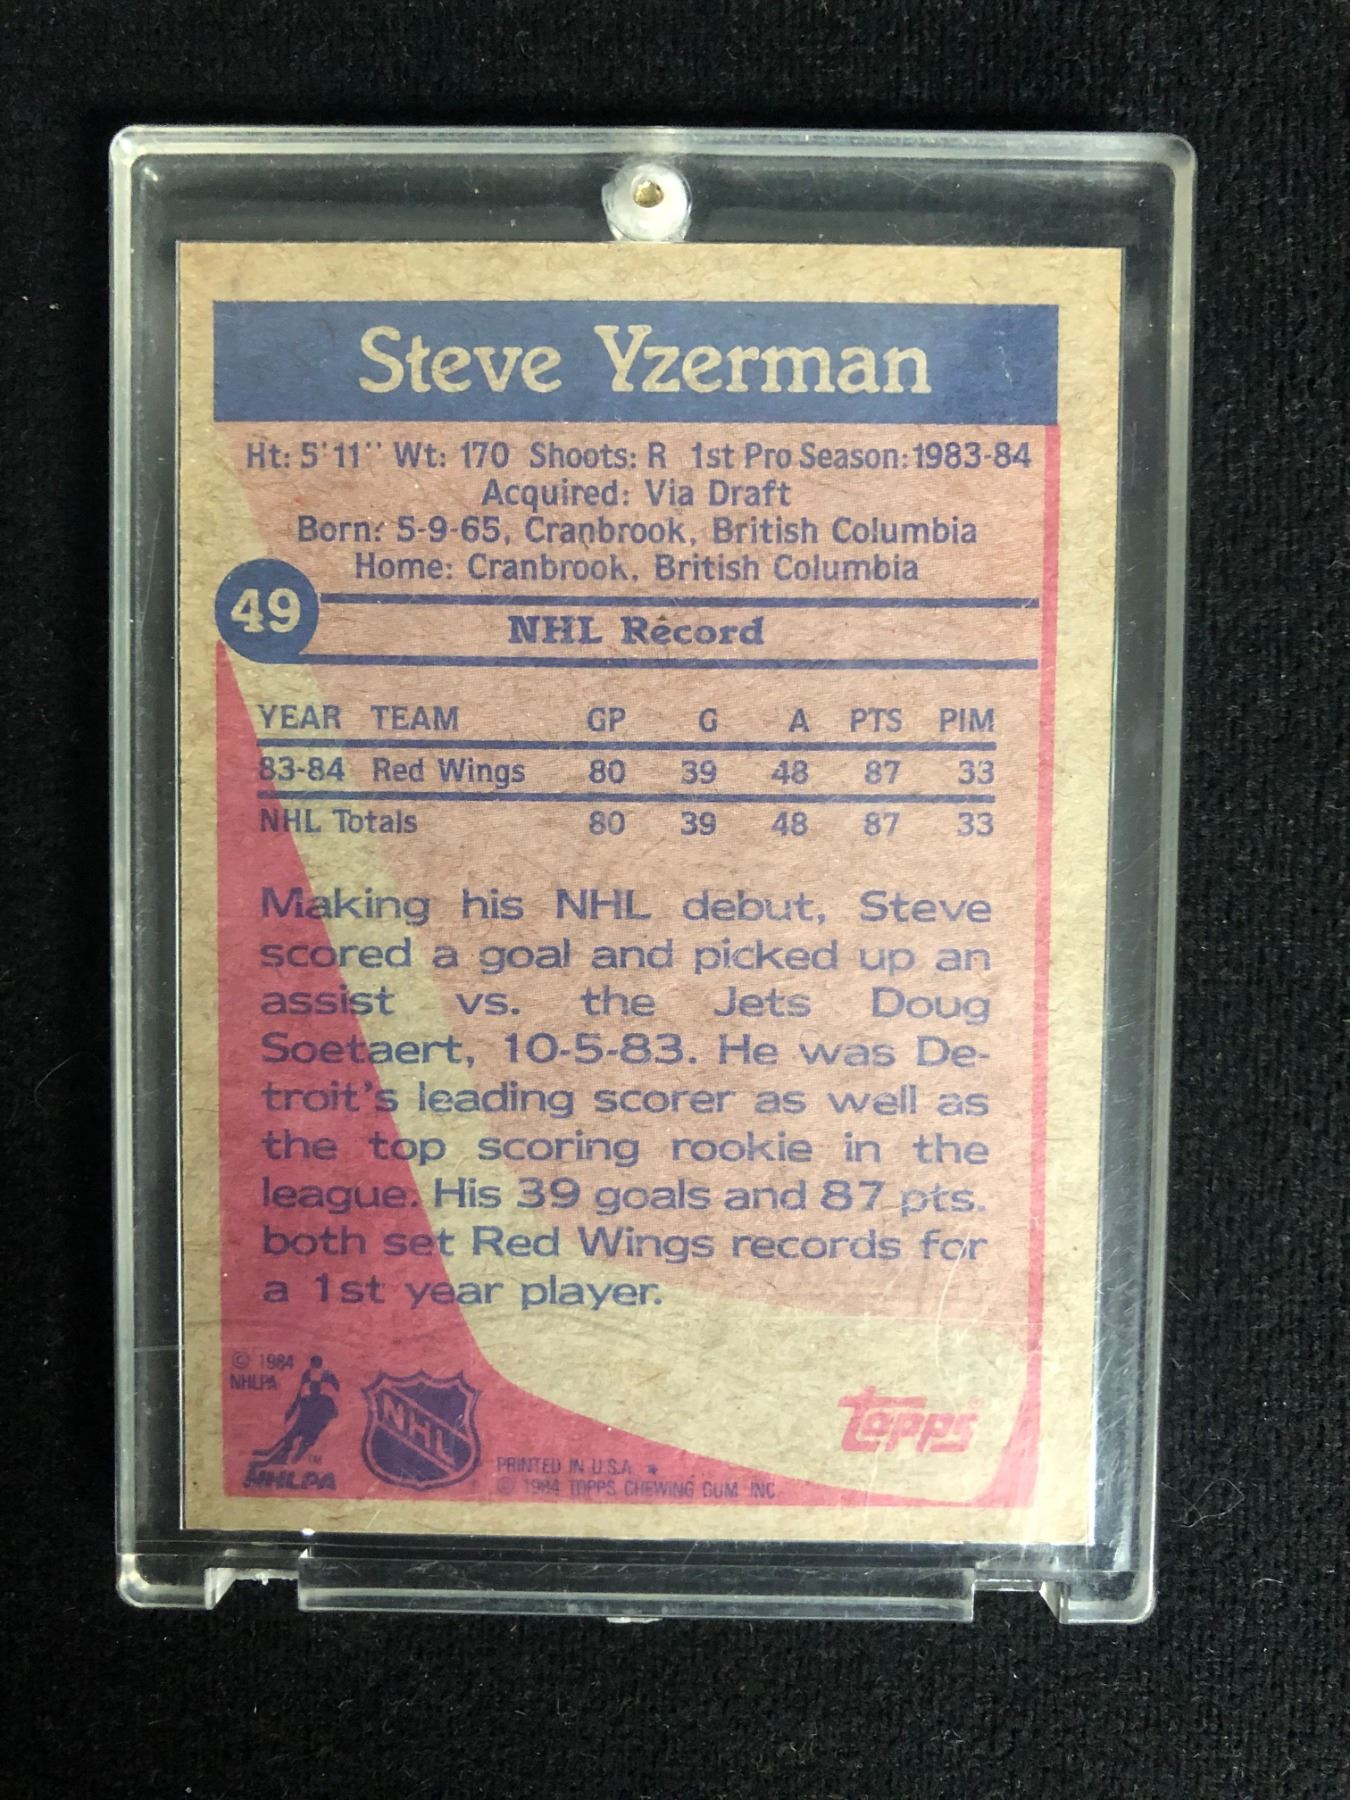 Steve Yzerman
Ht: 5'11" Wt: 170 Shoots: R 1st Pro Season: 1983-84
Acquired: Via Draft
Born: 5-9-65, Cranbrook, British Columbia
Home: Cranbrook, British Columbia
49
NHL Record
YEAR TEAM GP G A PTS PIM
83-84 Red Wings 80 39 48 87 33
NHL Totals 80 39 48 87 33
Making his NHL debut, Steve
scored a goal and picked up an
assist vs. the Jets Doug
Soetaert, 10-5-83. He was De-
troit's leading scorer as well as
the top scoring rookie in the
league. His 39 goals and 87 pts.
both set Red Wings records for
a 1st year player.
© 1984
NHLPA
NHLPA
TM
NHL
topps
PRINTED IN U.S.A. *
© 1984 TOPPS CHEWING GUM, INC.